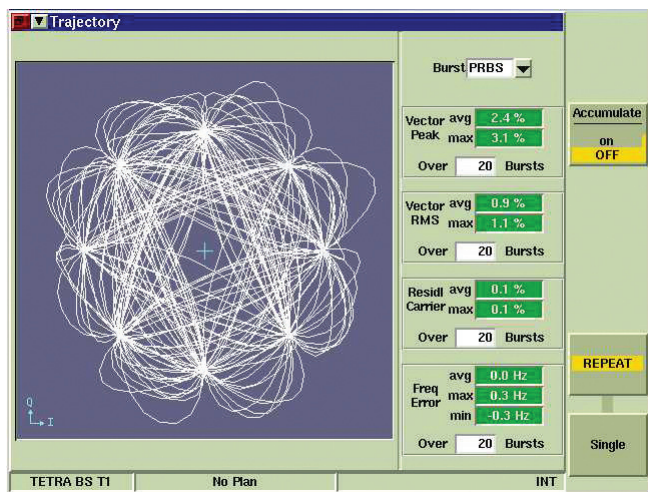 Trajectory
Burst PRBS
Vector Peak avg 2.4 %
max 3.1 %
Over 20 Bursts
Vector RMS avg 0.9 %
max 1.1 %
Over 20 Bursts
Residl Carrier avg 0.1 %
max 0.1 %
Over 20 Bursts
Freq Error avg 0.0 Hz
max 0.3 Hz
min -0.3 Hz
Over 20 Bursts
Accumulate
on
OFF
REPEAT
Single
Q
I
TETRA BS T1 No Plan INT